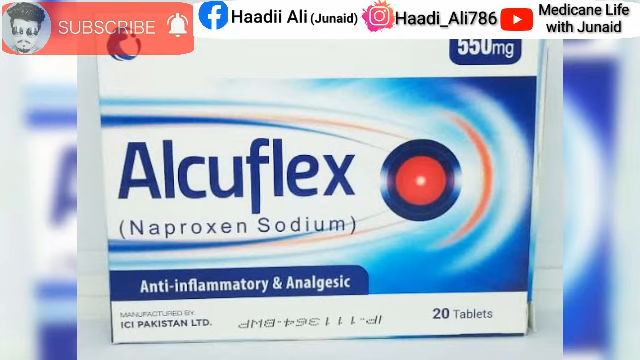 SUBSCRIBE
Haadii Ali (Junaid)
Haadi_Ali786
Medicane Life
with Junaid
550mg
Alcuflex
(Naproxen Sodium)
Anti-inflammatory & Analgesic
MANUFACTURED BY
ICI PAKISTAN LTD.
20 Tablets